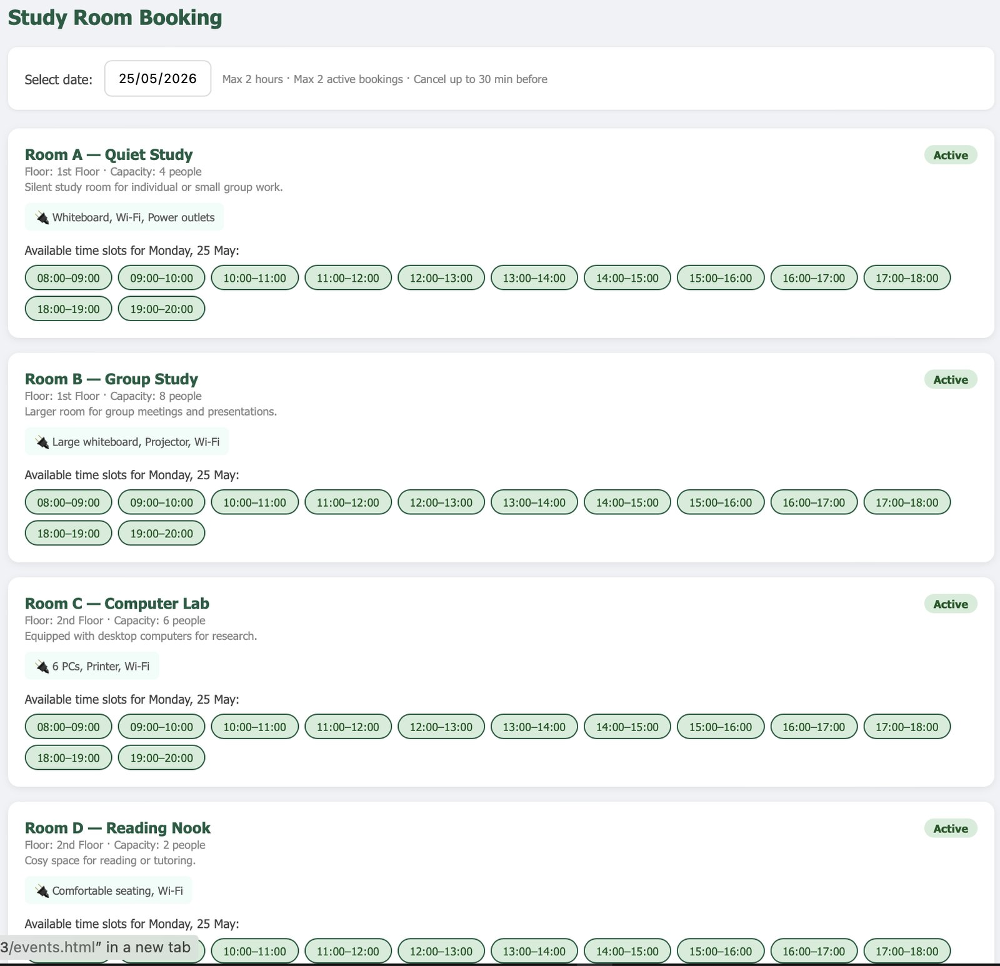 Study Room Booking
Select date: 25/05/2026 Max 2 hours · Max 2 active bookings · Cancel up to 30 min before
Room A — Quiet Study Active
Floor: 1st Floor · Capacity: 4 people
Silent study room for individual or small group work.
Whiteboard, Wi-Fi, Power outlets
Available time slots for Monday, 25 May:
08:00–09:00 09:00–10:00 10:00–11:00 11:00–12:00 12:00–13:00 13:00–14:00 14:00–15:00 15:00–16:00 16:00–17:00 17:00–18:00
18:00–19:00 19:00–20:00
Room B — Group Study Active
Floor: 1st Floor · Capacity: 8 people
Larger room for group meetings and presentations.
Large whiteboard, Projector, Wi-Fi
Available time slots for Monday, 25 May:
08:00–09:00 09:00–10:00 10:00–11:00 11:00–12:00 12:00–13:00 13:00–14:00 14:00–15:00 15:00–16:00 16:00–17:00 17:00–18:00
18:00–19:00 19:00–20:00
Room C — Computer Lab Active
Floor: 2nd Floor · Capacity: 6 people
Equipped with desktop computers for research.
6 PCs, Printer, Wi-Fi
Available time slots for Monday, 25 May:
08:00–09:00 09:00–10:00 10:00–11:00 11:00–12:00 12:00–13:00 13:00–14:00 14:00–15:00 15:00–16:00 16:00–17:00 17:00–18:00
18:00–19:00 19:00–20:00
Room D — Reading Nook Active
Floor: 2nd Floor · Capacity: 2 people
Cosy space for reading or tutoring.
Comfortable seating, Wi-Fi
Available time slots for Monday, 25 May:
3/events.html” in a new tab 10:00–11:00 11:00–12:00 12:00–13:00 13:00–14:00 14:00–15:00 15:00–16:00 16:00–17:00 17:00–18:00